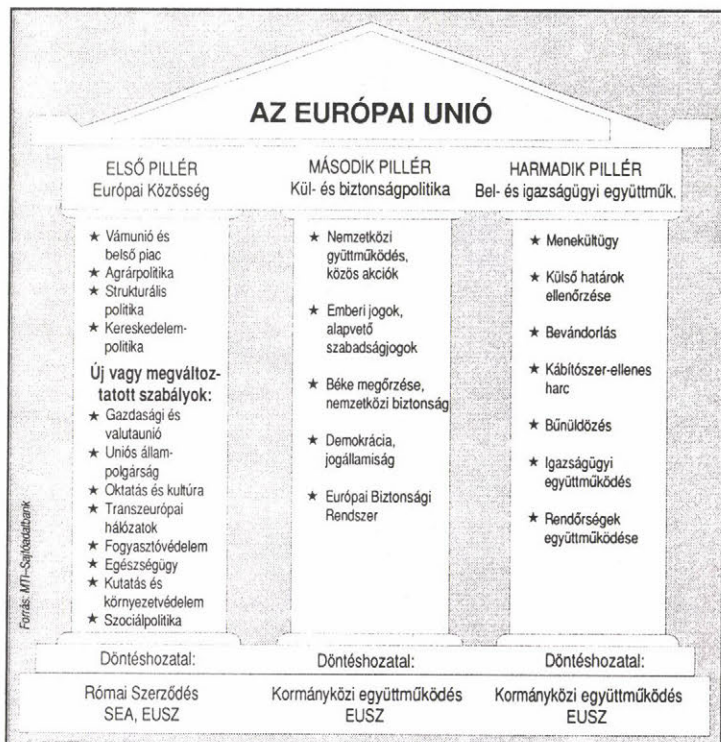 AZ EURÓPAI UNIÓ
ELSŐ PILLÉR
Európai Közösség
★ Vámunió és
belső piac
★ Agrárpolitika
★ Strukturális
politika
★ Kereskedelem-
politika
Új vagy megváltoz-
tatott szabályok:
★ Gazdasági és
valutaunió
★ Uniós állam-
polgárság
★ Oktatás és kultúra
★ Transzeurópai
hálózatok
★ Fogyasztóvédelem
★ Egészségügy
★ Kutatás és
környezetvédelem
★ Szociálpolitika
Döntéshozatal:
Római Szerződés
SEA, EUSZ
MÁSODIK PILLÉR
Kül- és biztonságpolitika
★ Nemzetközi
gyüttműködés,
közös akciók
★ Emberi jogok,
alapvető
szabadságjogok
★ Béke megőrzése,
nemzetközi biztonság
★ Demokrácia,
jogállamiság
★ Európai Biztonsági
Rendszer
Döntéshozatal:
Kormányközi együttműködés
EUSZ
HARMADIK PILLÉR
Bel- és igazságügyi együttműk.
★ Menekültügy
★ Külső határok
ellenőrzése
★ Bevándorlás
★ Kábítószer-ellenes
harc
★ Bűnüldözés
★ Igazságügyi
együttműködés
★ Rendőrségek
együttműködése
Döntéshozatal:
Kormányközi együttműködés
EUSZ
Forrás: MTI–Sajtóadatbank